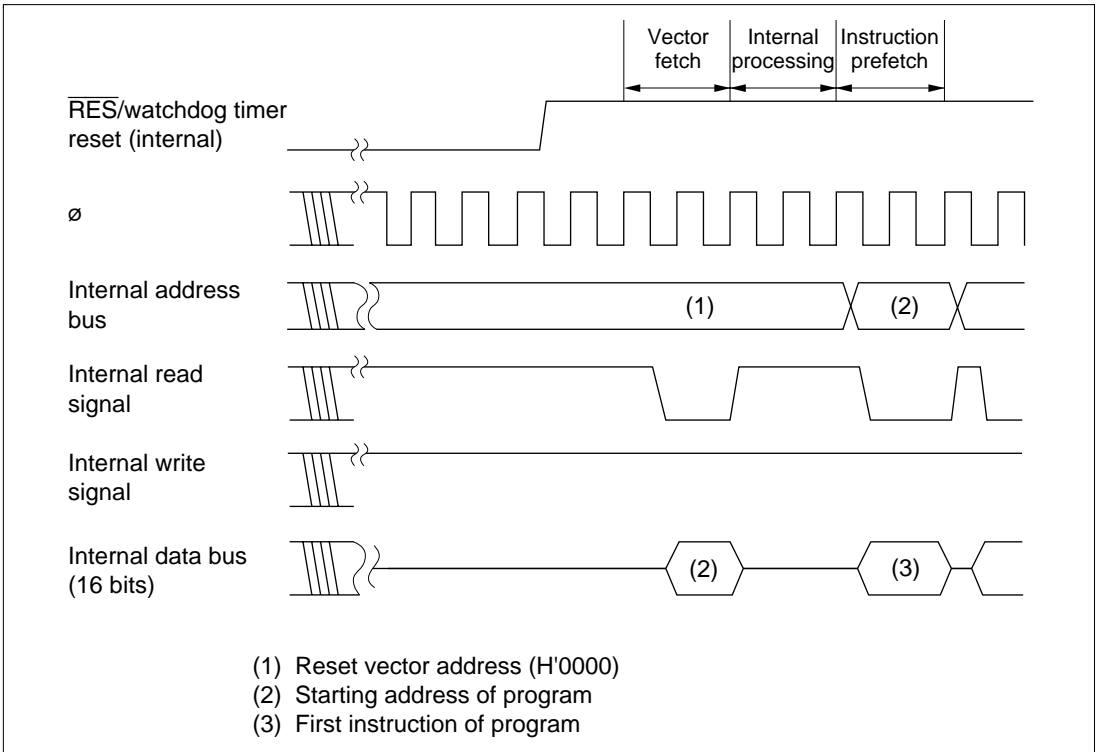 Vector fetch
Internal processing
Instruction prefetch
RES/watchdog timer
reset (internal)
ø
Internal address
bus
(1)
(2)
Internal read
signal
Internal write
signal
Internal data bus
(16 bits)
(2)
(3)
(1) Reset vector address (H'0000)
(2) Starting address of program
(3) First instruction of program